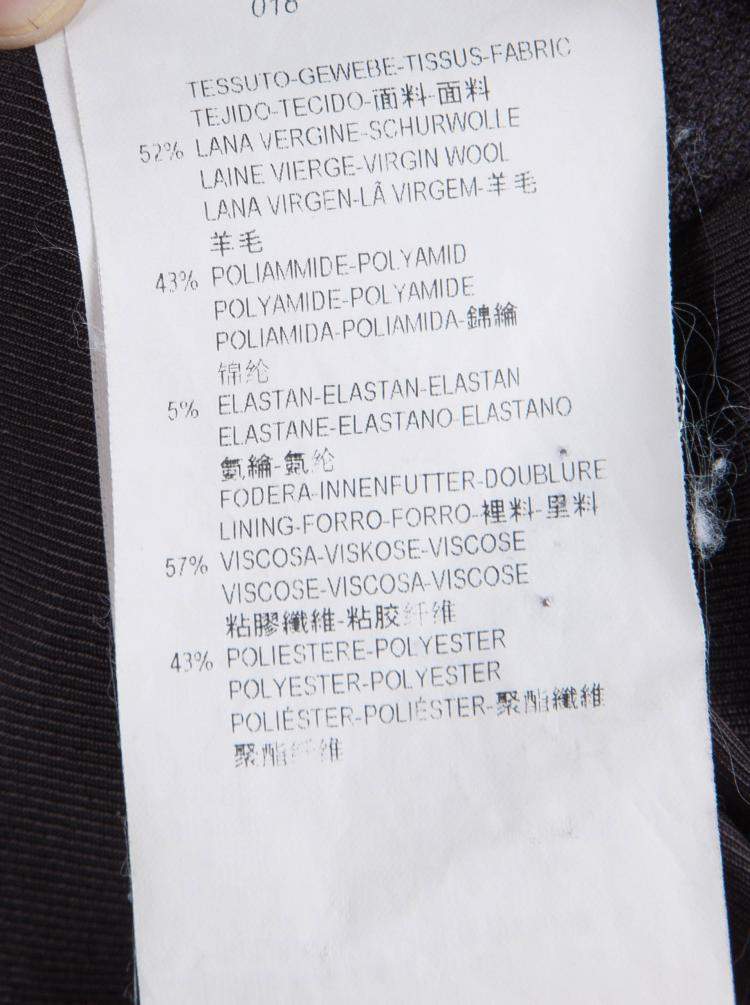 018
TESSUTO-GEWEBE-TISSUS-FABRIC
TEJIDO-TECIDO-面料-面料
52% LANA VERGINE-SCHURWOLLE
LAINE VIERGE-VIRGIN WOOL
LANA VIRGEN-LÃ VIRGEM-羊毛
羊毛
43% POLIAMMIDE-POLYAMID
POLYAMIDE-POLYAMIDE
POLIAMIDA-POLIAMIDA-錦綸
锦纶
5% ELASTAN-ELASTAN-ELASTAN
ELASTANE-ELASTANO-ELASTANO
氨綸-氨纶
FODERA-INNENFUTTER-DOUBLURE
LINING-FORRO-FORRO-裡料-里料
57% VISCOSA-VISKOSE-VISCOSE
VISCOSE-VISCOSA-VISCOSE
粘膠纖維-粘胶纤维
43% POLIESTERE-POLYESTER
POLYESTER-POLYESTER
POLIÉSTER-POLIÉSTER-聚酯纖維
聚酯纤维